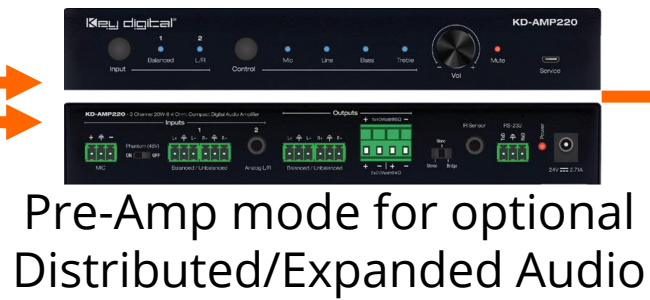 Key digital®
KD-AMP220
1 2
Balanced L/R Mic Line Bass Treble Mute
Input Control Vol Service
KD-AMP220 - 2 Channel 20W @ 4 Ohm, Compact Digital Audio Amplifier
Inputs Outputs
1 2
IR Sensor RS-232
Phantom (48V)
ON OFF
L+ L- R+ R- L+ L- R+ R-
Mono
Stereo Bridge
TxD RxD
Power
MIC Balanced / Unbalanced Analog L/R Balanced / Unbalanced
24V 2.71A
Pre-Amp mode for optional
Distributed/Expanded Audio